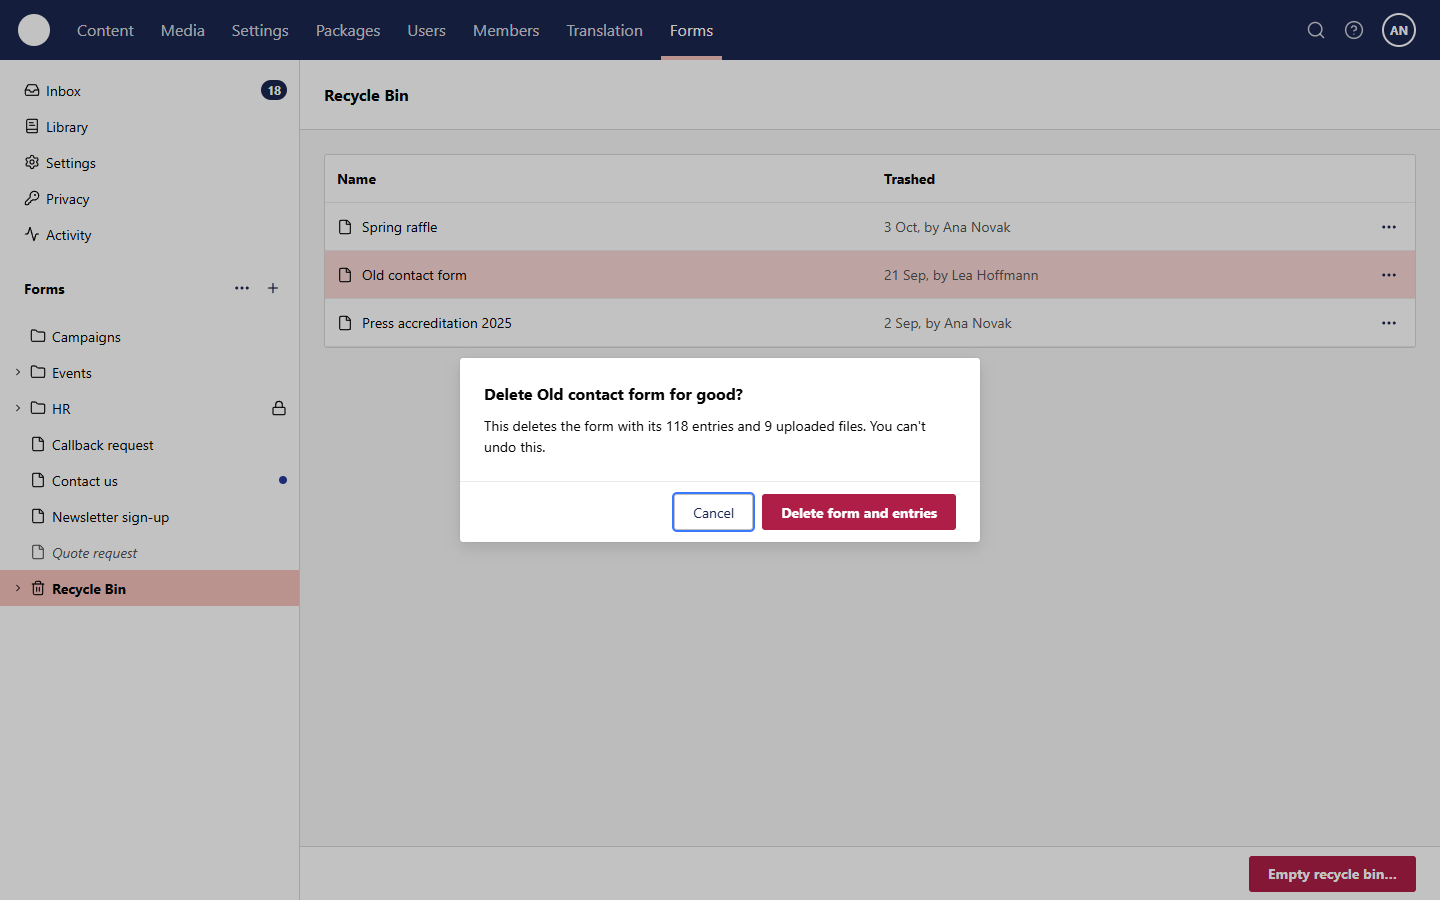 Content Media Settings Packages Users Members Translation Forms
AN
Inbox 18
Library
Settings
Privacy
Activity
Forms
Campaigns
Events
HR
Callback request
Contact us
Newsletter sign-up
Quote request
Recycle Bin
Recycle Bin
Name Trashed
Spring raffle 3 Oct, by Ana Novak
Old contact form 21 Sep, by Lea Hoffmann
Press accreditation 2025 2 Sep, by Ana Novak
Delete Old contact form for good?
This deletes the form with its 118 entries and 9 uploaded files. You can't
undo this.
Cancel Delete form and entries
Empty recycle bin...